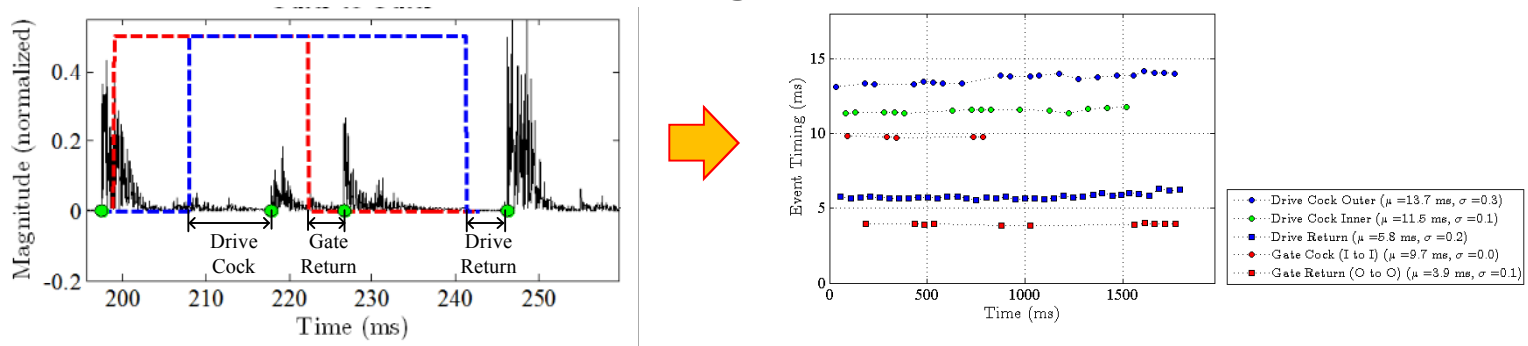 Magnitude (normalized)
0.4
0.2
0
-0.2
Drive
Cock
Gate
Return
Drive
Return
200
210
220
230
240
250
Time (ms)
Event Timing (ms)
15
10
5
0
0
500
1000
1500
Time (ms)
Drive Cock Outer (μ =13.7 ms, σ =0.3)
Drive Cock Inner (μ =11.5 ms, σ =0.1)
Drive Return (μ =5.8 ms, σ =0.2)
Gate Cock (I to I) (μ =9.7 ms, σ =0.0)
Gate Return (O to O) (μ =3.9 ms, σ =0.1)